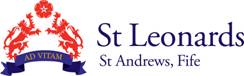 St Leonards
St Andrews, Fife
AD VITAM